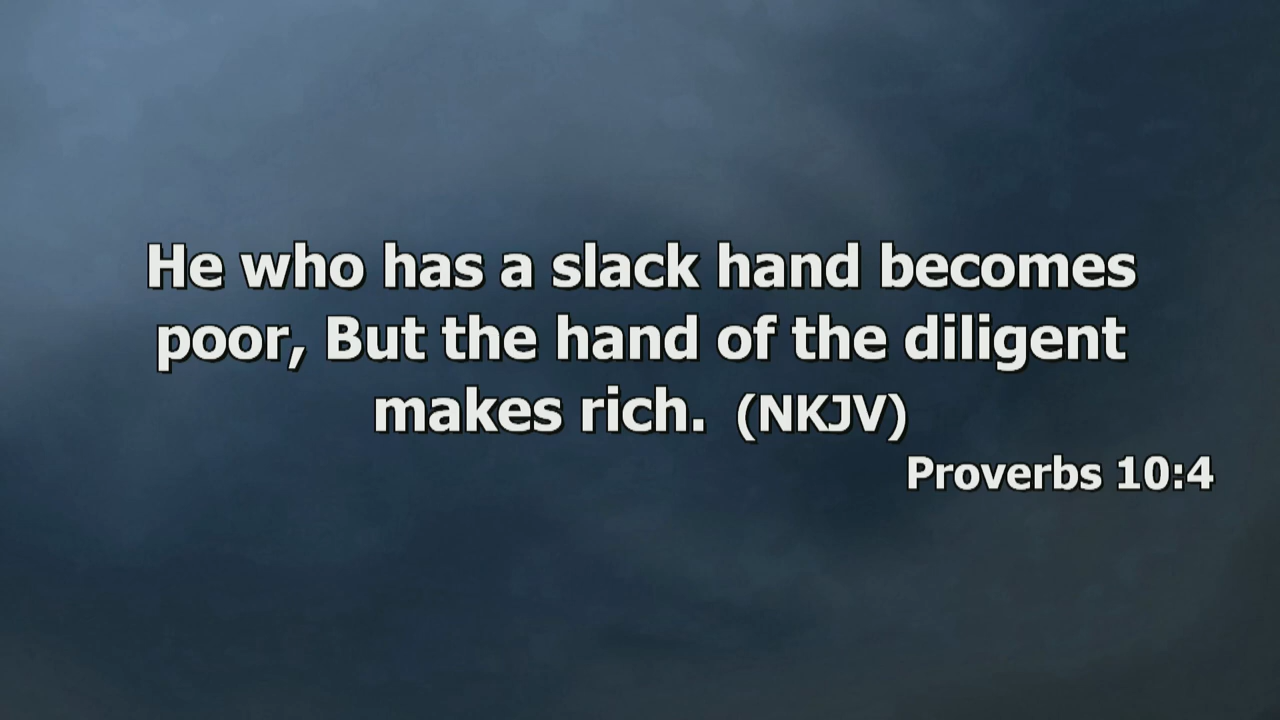 He who has a slack hand becomes
poor, But the hand of the diligent
makes rich. (NKJV)
Proverbs 10:4